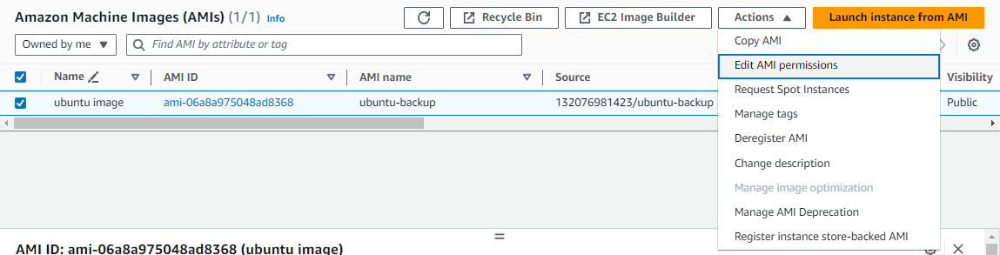 Amazon Machine Images (AMIs) (1/1) Info
Recycle Bin
EC2 Image Builder
Actions
Launch instance from AMI
Owned by me
Find AMI by attribute or tag
Name
AMI ID
AMI name
Source
Visibility
ubuntu image
ami-06a8a975048ad8368
ubuntu-backup
132076981423/ubuntu-backup
Public
Copy AMI
Edit AMI permissions
Request Spot Instances
Manage tags
Deregister AMI
Change description
Manage image optimization
Manage AMI Deprecation
Register instance store-backed AMI
AMI ID: ami-06a8a975048ad8368 (ubuntu image)